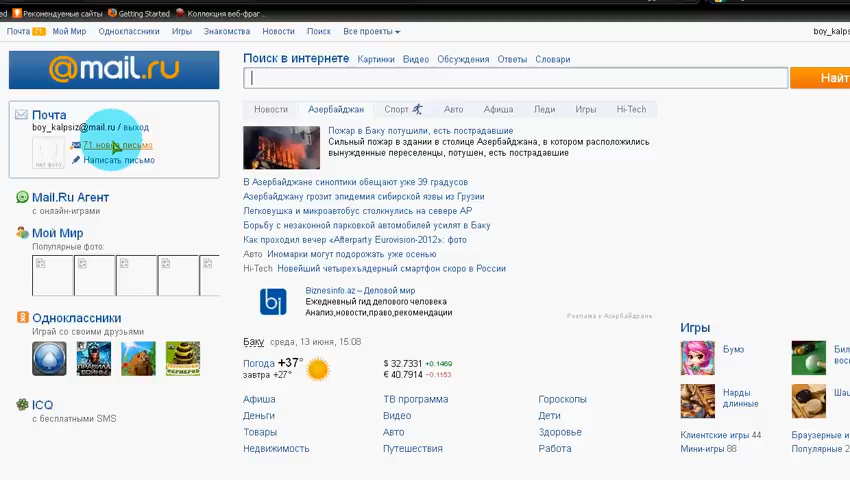 Рекомендуемые сайты Getting Started Коллекция веб-фраг...
Почта 71 Мой Мир Одноклассники Игры Знакомства Новости Поиск Все проекты
@mail.ru
Поиск в интернете Картинки Видео Обсуждения Ответы Словари
Почта
boy_kalpsiz@mail.ru / выход
71 новое письмо
Написать письмо
нет фото
Новости Азербайджан Спорт Авто Афиша Леди Игры Hi-Tech
Пожар в Баку потушили, есть пострадавшие
Сильный пожар в здании в столице Азербайджана, в котором расположились
вынужденные переселенцы, потушен, есть пострадавшие
В Азербайджане синоптики обещают уже 39 градусов
Азербайджану грозит эпидемия сибирской язвы из Грузии
Легковушка и микроавтобус столкнулись на севере АР
Борьбу с незаконной парковкой автомобилей усилят в Баку
Как проходил вечер «Afterparty Eurovision-2012»: фото
Авто Иномарки могут подорожать уже осенью
Hi-Tech Новейший четырехъядерный смартфон скоро в России
bj
Biznesinfo.az – Деловой мир
Ежедневный гид делового человека
Анализ,новости,право,рекомендации
Реклама в Азербайджане
Mail.Ru Агент
с онлайн-играми
Мой Мир
Популярные фото:
Одноклассники
Играй со своими друзьями
ICQ
с бесплатными SMS
Баку среда, 13 июня, 15:08
Погода +37°
завтра +27°
$ 32.7331 +0.1469
€ 40.7914 -0.1153
Афиша ТВ программа Гороскопы
Деньги Видео Дети
Товары Авто Здоровье
Недвижимость Путешествия Работа
Игры
Бумз
Нарды
длинные
Клиентские игры 44
Мини-игры 88